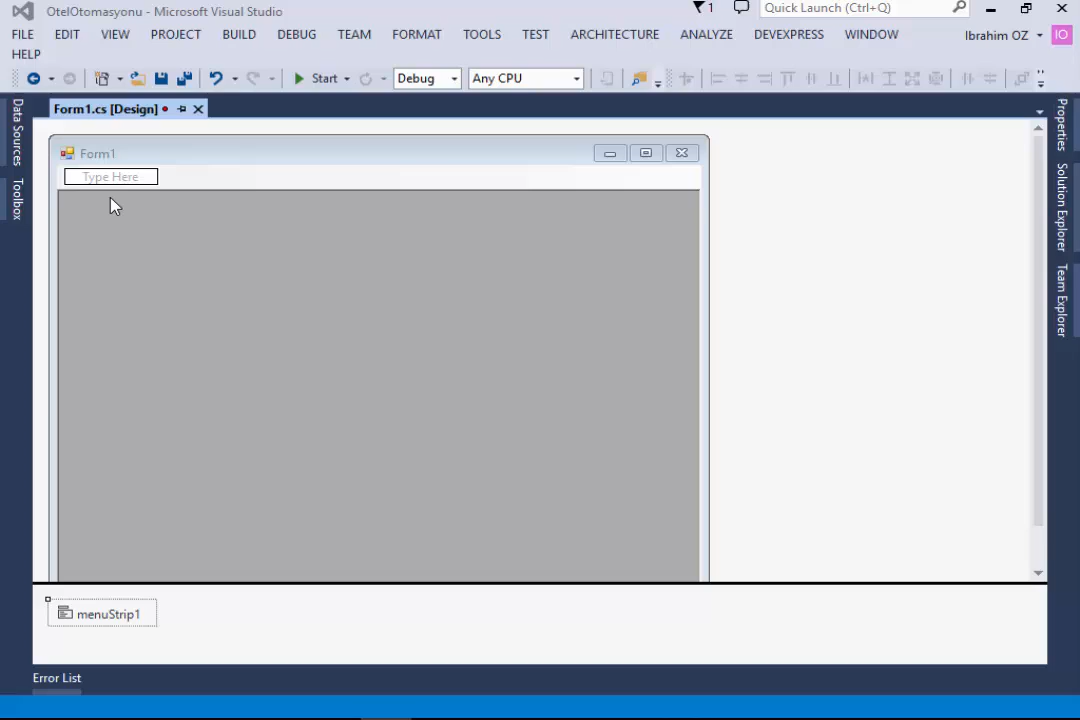 OtelOtomasyonu - Microsoft Visual Studio
1
Quick Launch (Ctrl+Q)
FILE EDIT VIEW PROJECT BUILD DEBUG TEAM FORMAT TOOLS TEST ARCHITECTURE ANALYZE DEVEXPRESS WINDOW
Ibrahim OZ
IO
HELP
Start
Debug
Any CPU
Form1.cs [Design]
Data Sources
Toolbox
Properties
Solution Explorer
Team Explorer
Form1
Type Here
menuStrip1
Error List